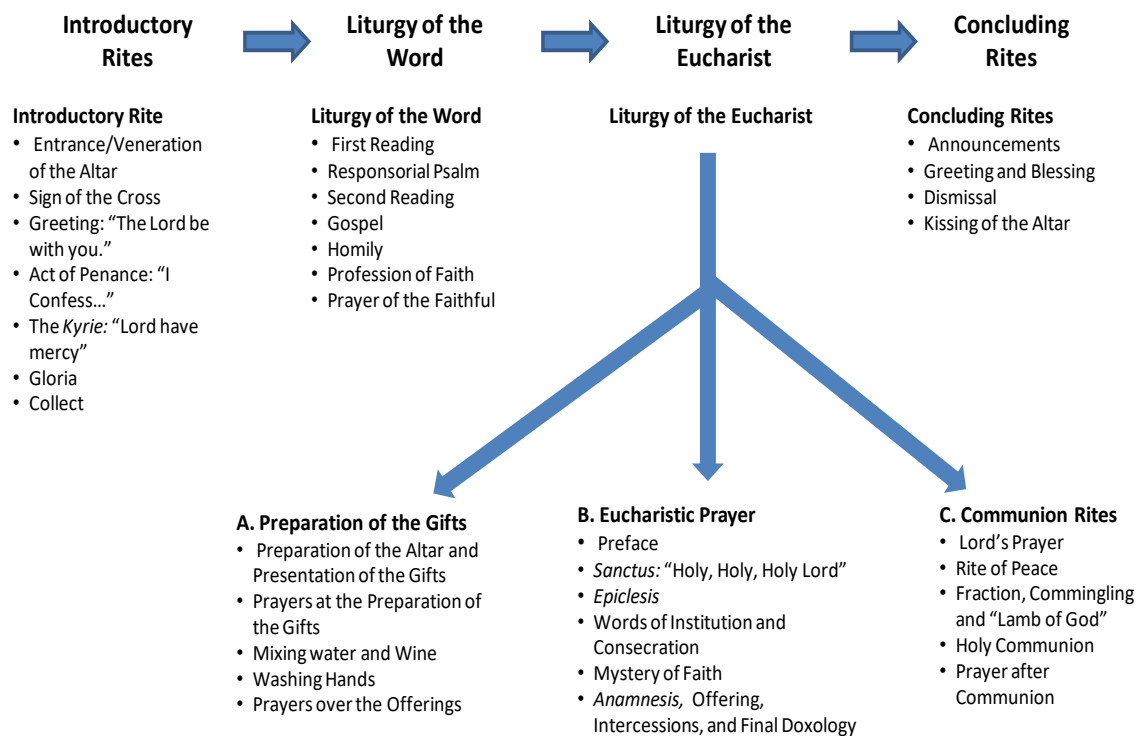 Introductory
Rites
Liturgy of the
Word
Liturgy of the
Eucharist
Concluding
Rites
Introductory Rite
• Entrance/Veneration
of the Altar
• Sign of the Cross
• Greeting: “The Lord be
with you.”
• Act of Penance: “I
Confess…”
• The Kyrie: “Lord have
mercy”
• Gloria
• Collect
Liturgy of the Word
• First Reading
• Responsorial Psalm
• Second Reading
• Gospel
• Homily
• Profession of Faith
• Prayer of the Faithful
Liturgy of the Eucharist
Concluding Rites
• Announcements
• Greeting and Blessing
• Dismissal
• Kissing of the Altar
A. Preparation of the Gifts
• Preparation of the Altar and
Presentation of the Gifts
• Prayers at the Preparation of
the Gifts
• Mixing water and Wine
• Washing Hands
• Prayers over the Offerings
B. Eucharistic Prayer
• Preface
• Sanctus: “Holy, Holy, Holy Lord”
• Epiclesis
• Words of Institution and
Consecration
• Mystery of Faith
• Anamnesis, Offering,
Intercessions, and Final Doxology
C. Communion Rites
• Lord’s Prayer
• Rite of Peace
• Fraction, Commingling
and “Lamb of God”
• Holy Communion
• Prayer after
Communion